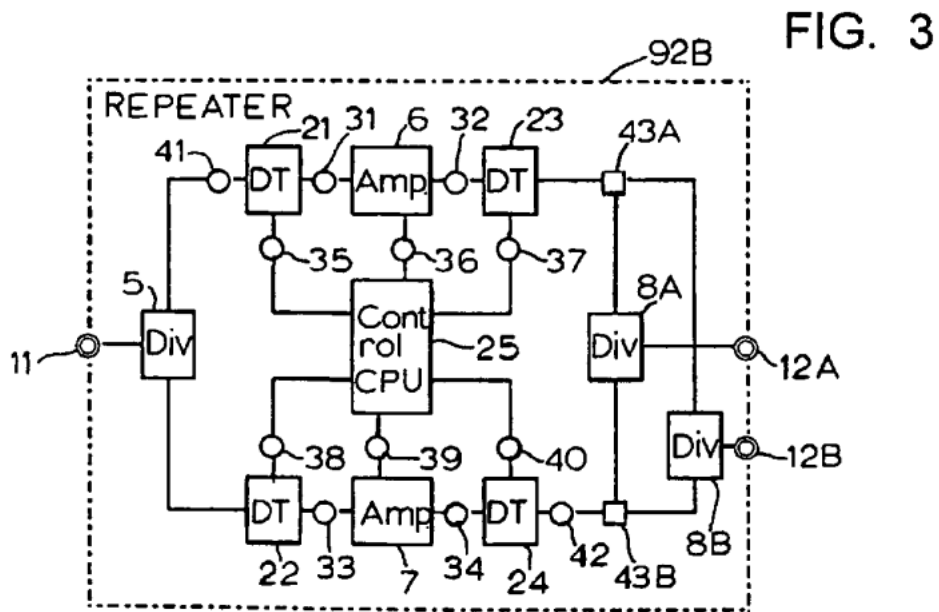 FIG. 3
92B
REPEATER
21 31 6 32 23 43A
41
DT Amp DT
35 36 37
5 8A
Div Cont
rol
CPU 25 Div
11 12A
38 39 40 Div 12B
DT Amp DT
22 33 7 34 24 42 43B 8B